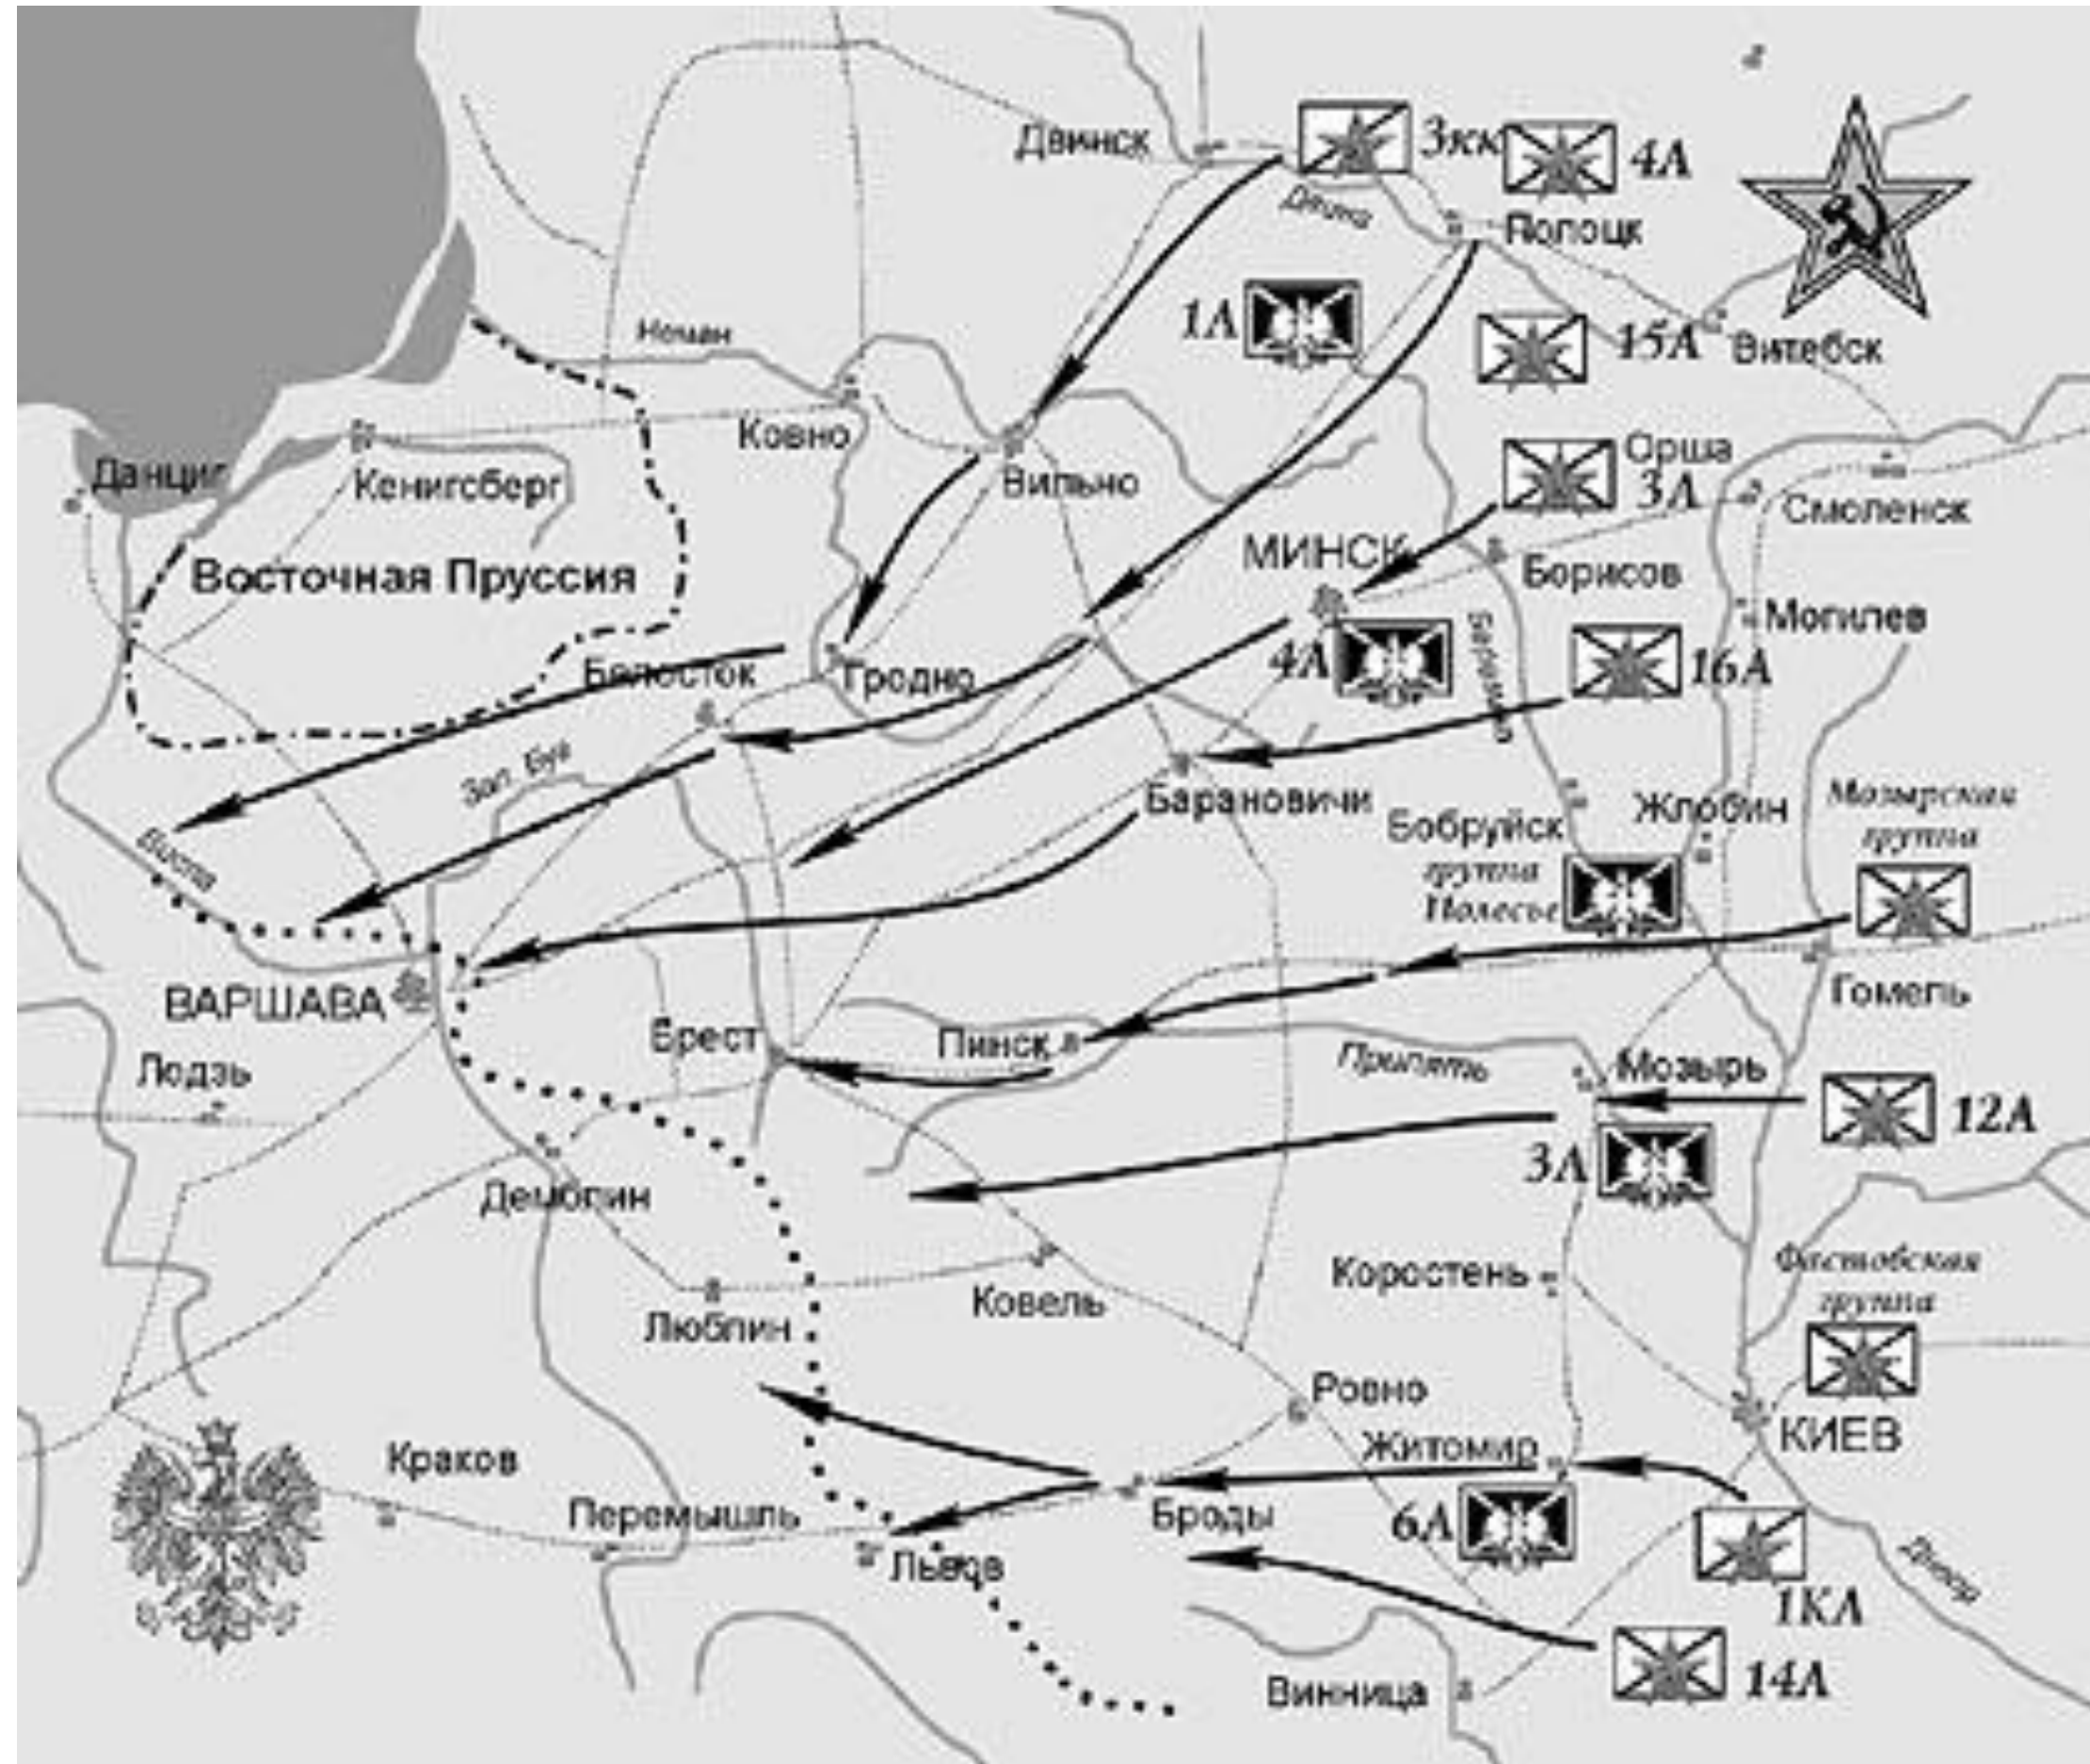 Двинск
3кк
4А
Двина
Полоцк
1А
15А
Витебск
Неман
Ковно
Вильно
Орша
3А
Смоленск
Данциг
Кенигсберг
МИНСК
Борисов
Восточная Пруссия
Могилев
Белосток
Гродно
4А
16А
Зап. Буг
Барановичи
Бобруйск
Жлобин
Мозырская
группа
группа
Полесье
Висла
ВАРШАВА
Гомель
Брест
Пинск
Припять
Мозырь
Лодзь
12А
3А
Демблин
Коростень
Фастовская
группа
Люблин
Ковель
Ровно
Житомир
КИЕВ
Краков
Перемышль
Броды
6А
Львов
1КА
Днепр
Винница
14А